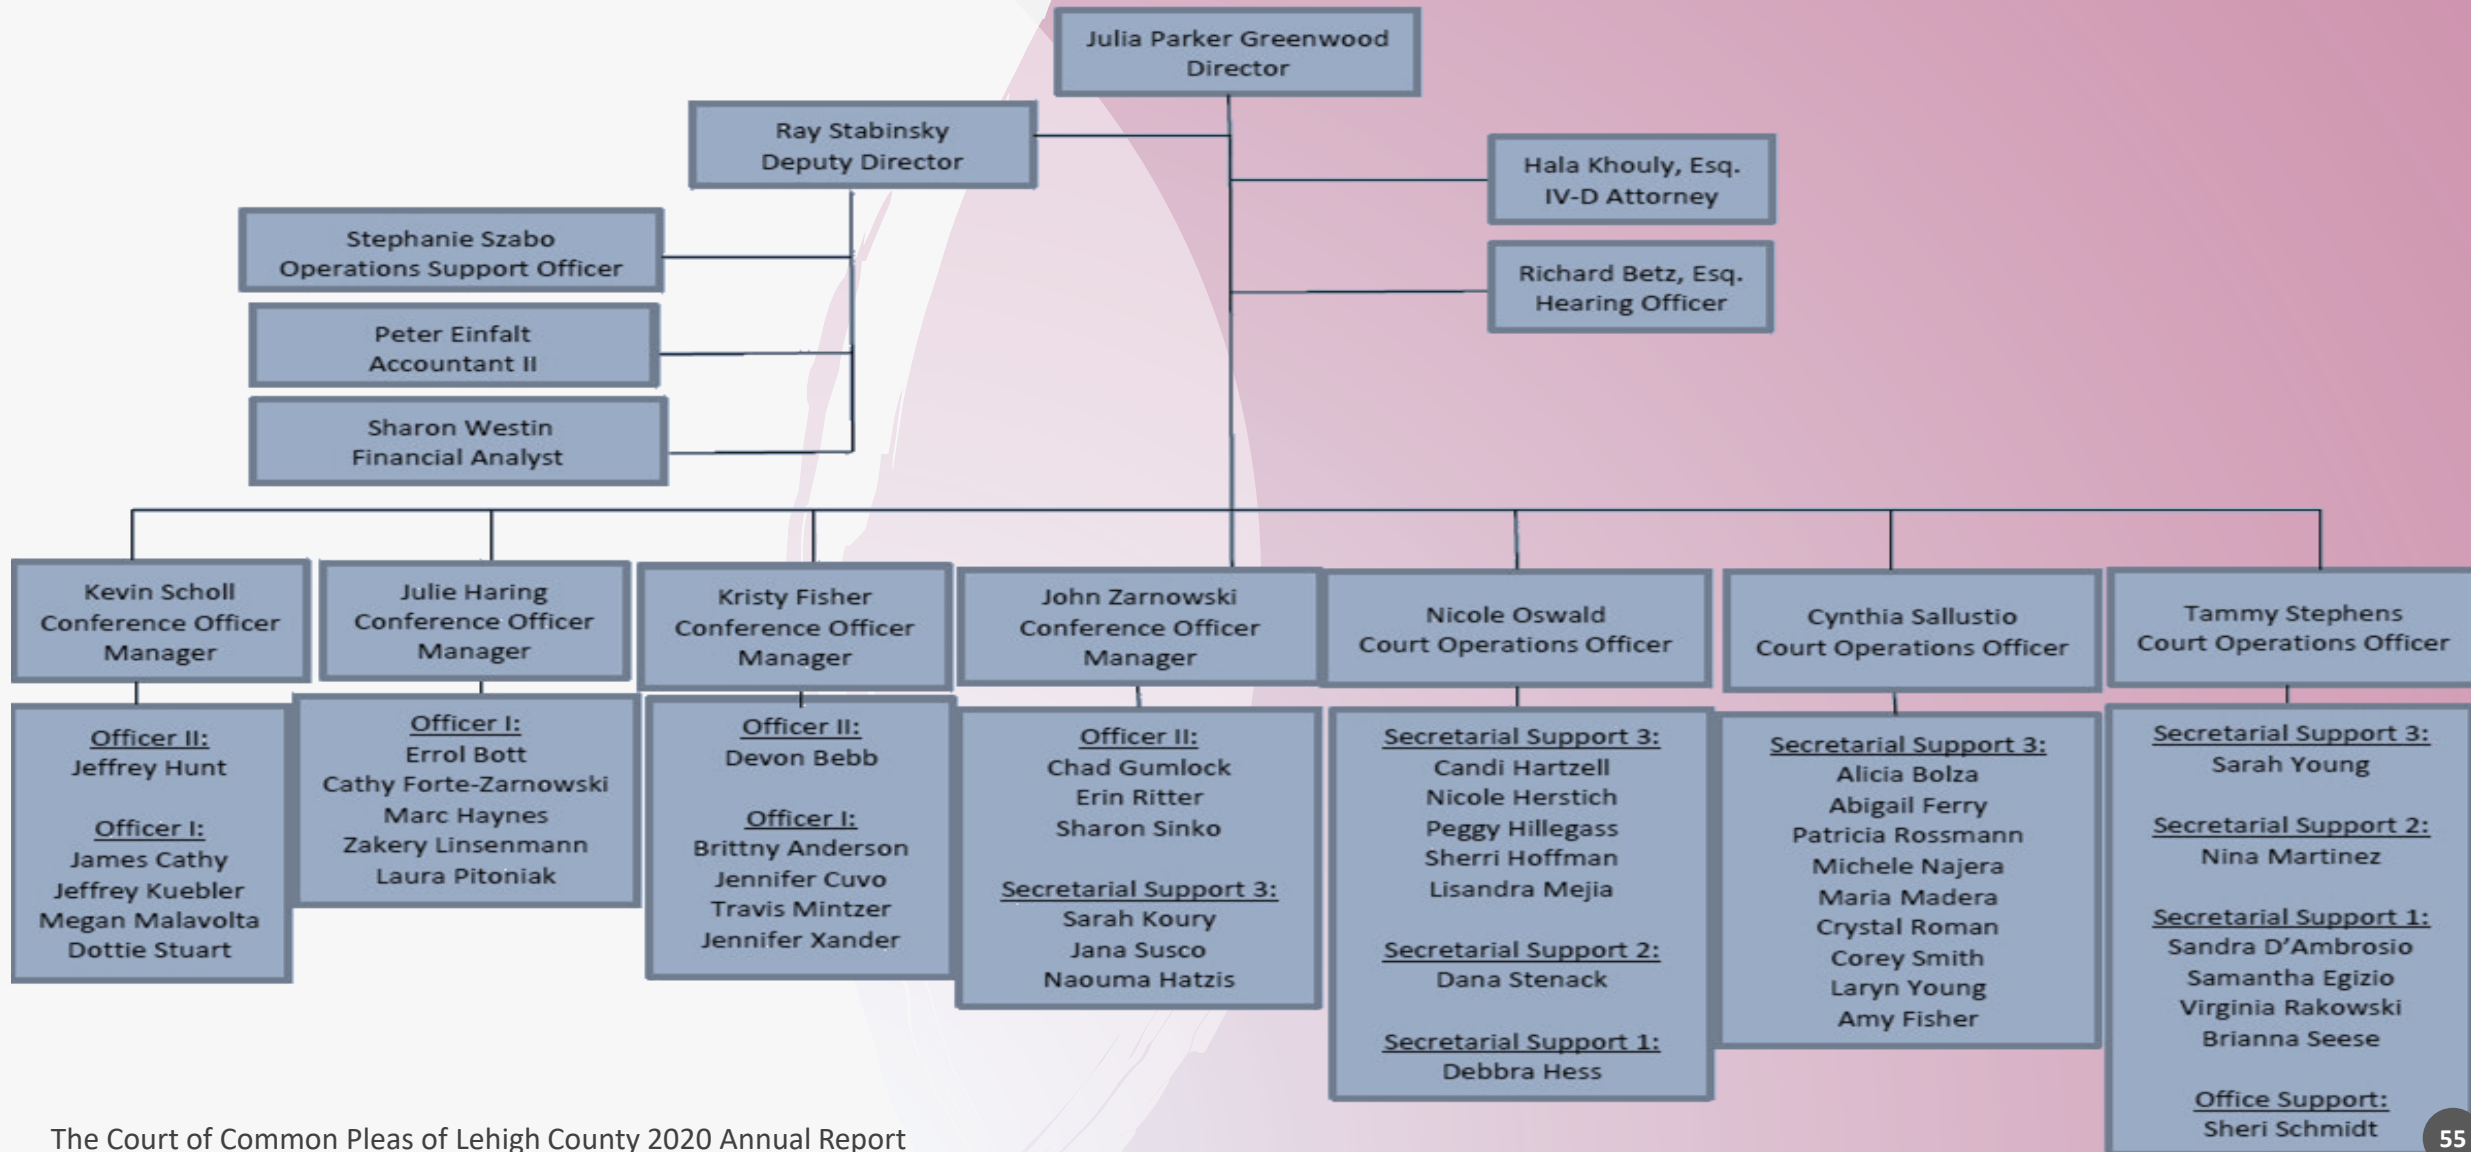 Julia Parker Greenwood
Director
Ray Stabinsky
Deputy Director
Hala Khouly, Esq.
IV-D Attorney
Stephanie Szabo
Operations Support Officer
Richard Betz, Esq.
Hearing Officer
Peter Einfalt
Accountant II
Sharon Westin
Financial Analyst
Kevin Scholl
Conference Officer
Manager
Officer II:
Jeffrey Hunt
Officer I:
James Cathy
Jeffrey Kuebler
Megan Malavolta
Dottie Stuart
Julie Haring
Conference Officer
Manager
Officer I:
Errol Bott
Cathy Forte-Zarnowski
Marc Haynes
Zakery Linsenmann
Laura Pitoniak
Kristy Fisher
Conference Officer
Manager
Officer II:
Devon Bebb
Officer I:
Brittny Anderson
Jennifer Cuvo
Travis Mintzer
Jennifer Xander
John Zarnowski
Conference Officer
Manager
Officer II:
Chad Gumlock
Erin Ritter
Sharon Sinko
Secretarial Support 3:
Sarah Koury
Jana Susco
Naouma Hatzis
Nicole Oswald
Court Operations Officer
Secretarial Support 3:
Candi Hartzell
Nicole Herstich
Peggy Hillegass
Sherri Hoffman
Lisandra Mejia
Secretarial Support 2:
Dana Stenack
Secretarial Support 1:
Debbra Hess
Cynthia Sallustio
Court Operations Officer
Secretarial Support 3:
Alicia Bolza
Abigail Ferry
Patricia Rossmann
Michele Najera
Maria Madera
Crystal Roman
Corey Smith
Laryn Young
Amy Fisher
Tammy Stephens
Court Operations Officer
Secretarial Support 3:
Sarah Young
Secretarial Support 2:
Nina Martinez
Secretarial Support 1:
Sandra D’Ambrosio
Samantha Egizio
Virginia Rakowski
Brianna Seese
Office Support:
Sheri Schmidt
The Court of Common Pleas of Lehigh County 2020 Annual Report
55